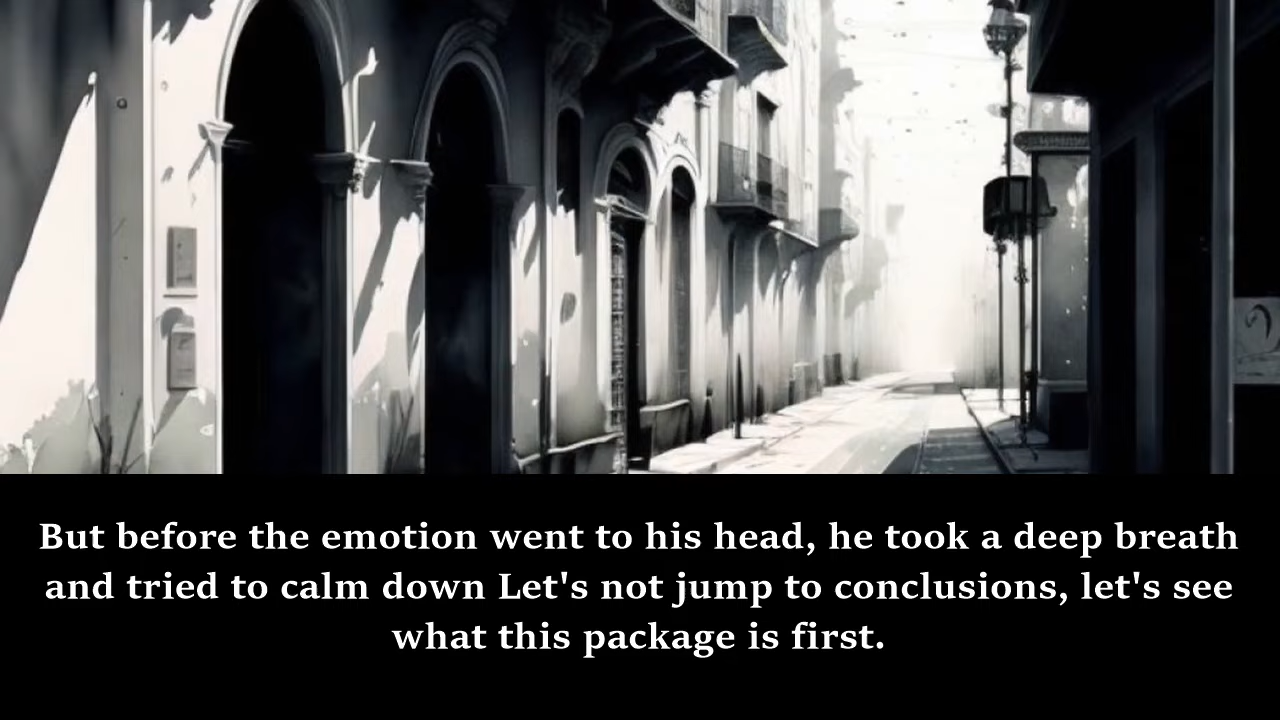 But before the emotion went to his head, he took a deep breath
and tried to calm down Let's not jump to conclusions, let's see
what this package is first.